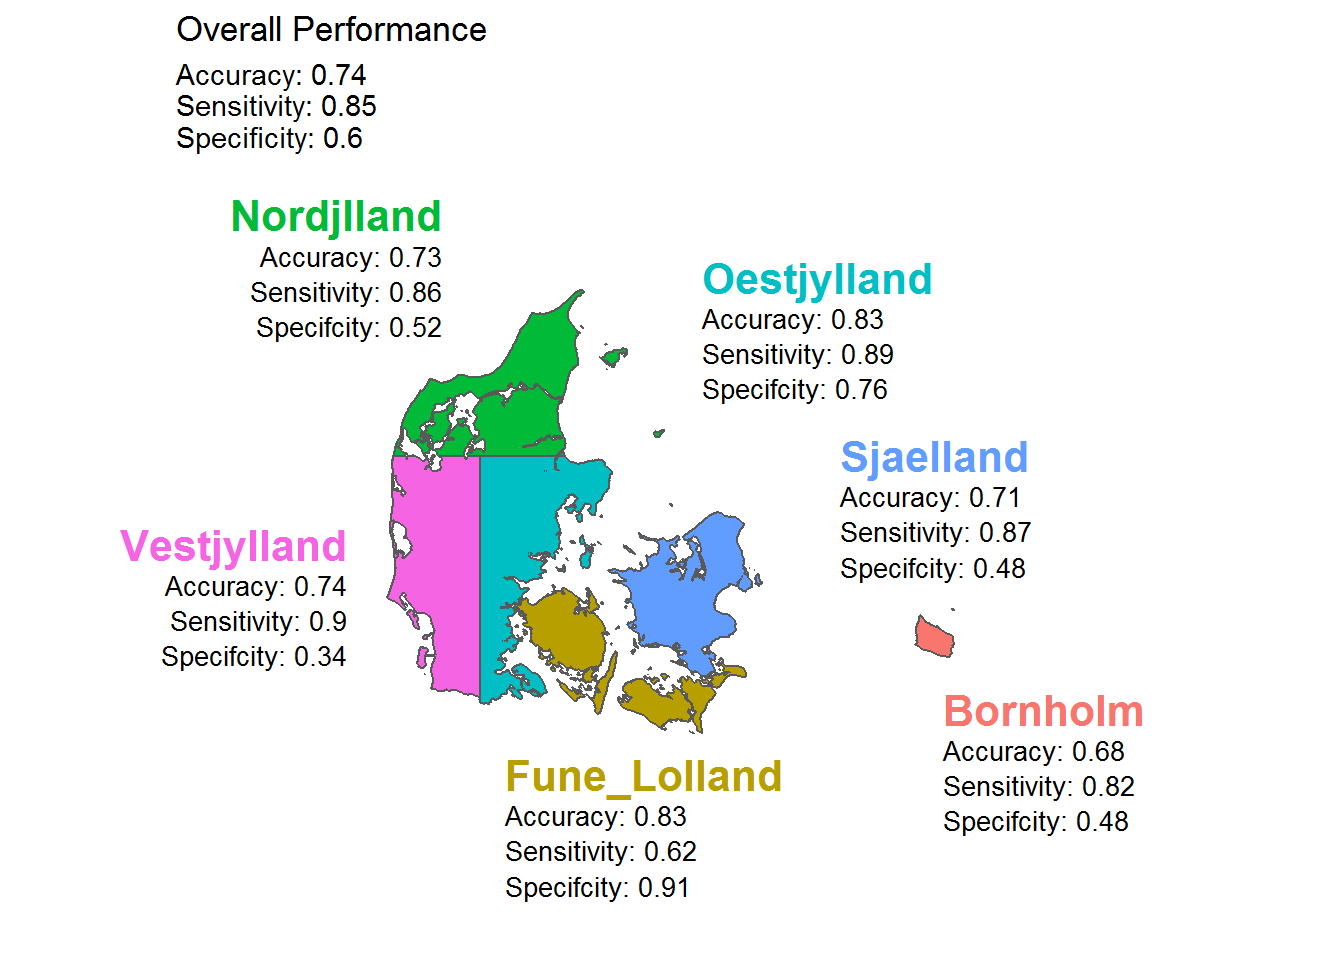 Overall Performance
Accuracy: 0.74
Sensitivity: 0.85
Specificity: 0.6
Nordjlland
Accuracy: 0.73
Sensitivity: 0.86
Specifcity: 0.52
Oestjylland
Accuracy: 0.83
Sensitivity: 0.89
Specifcity: 0.76
Sjaelland
Accuracy: 0.71
Sensitivity: 0.87
Specifcity: 0.48
Vestjylland
Accuracy: 0.74
Sensitivity: 0.9
Specifcity: 0.34
Bornholm
Accuracy: 0.68
Sensitivity: 0.82
Specifcity: 0.48
Fune_Lolland
Accuracy: 0.83
Sensitivity: 0.62
Specifcity: 0.91